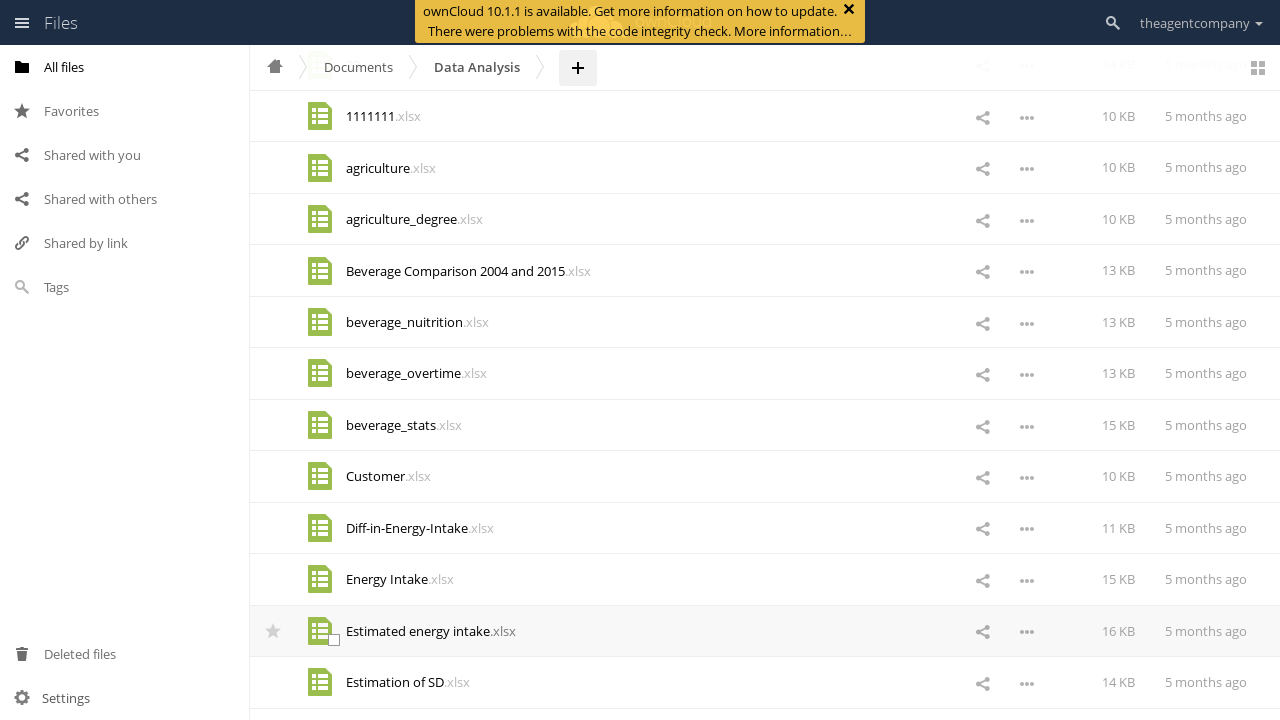 Files
ownCloud 10.1.1 is available. Get more information on how to update.
There were problems with the code integrity check. More information…
theagentcompany
All files
Favorites
Shared with you
Shared with others
Shared by link
Tags
Deleted files
Settings
Documents
Data Analysis
1111111.xlsx 10 KB 5 months ago
agriculture.xlsx 10 KB 5 months ago
agriculture_degree.xlsx 10 KB 5 months ago
Beverage Comparison 2004 and 2015.xlsx 13 KB 5 months ago
beverage_nuitrition.xlsx 13 KB 5 months ago
beverage_overtime.xlsx 13 KB 5 months ago
beverage_stats.xlsx 15 KB 5 months ago
Customer.xlsx 10 KB 5 months ago
Diff-in-Energy-Intake.xlsx 11 KB 5 months ago
Energy Intake.xlsx 15 KB 5 months ago
Estimated energy intake.xlsx 16 KB 5 months ago
Estimation of SD.xlsx 14 KB 5 months ago